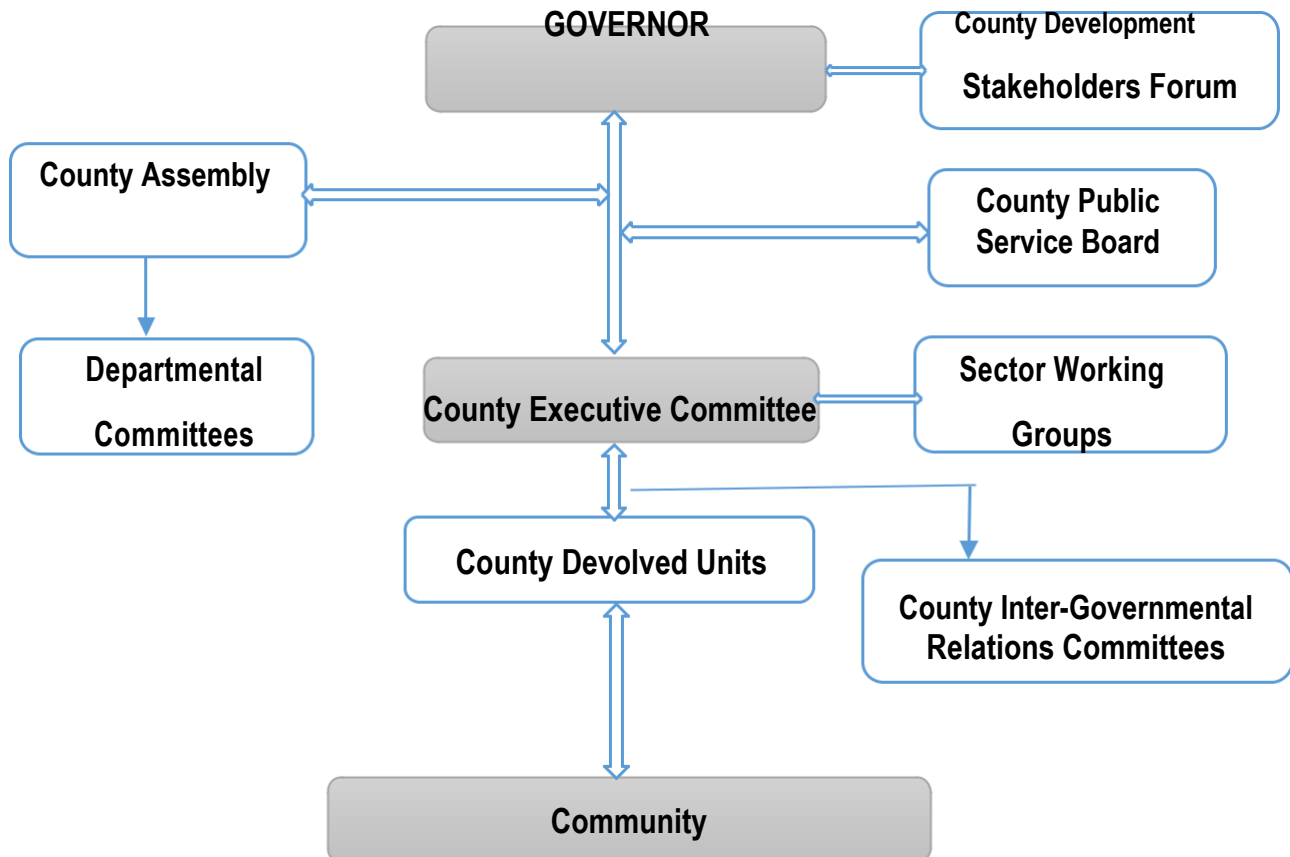 GOVERNOR
County Development
Stakeholders Forum
County Assembly
County Public
Service Board
Departmental
Committees
County Executive Committee
Sector Working
Groups
County Devolved Units
County Inter-Governmental
Relations Committees
Community